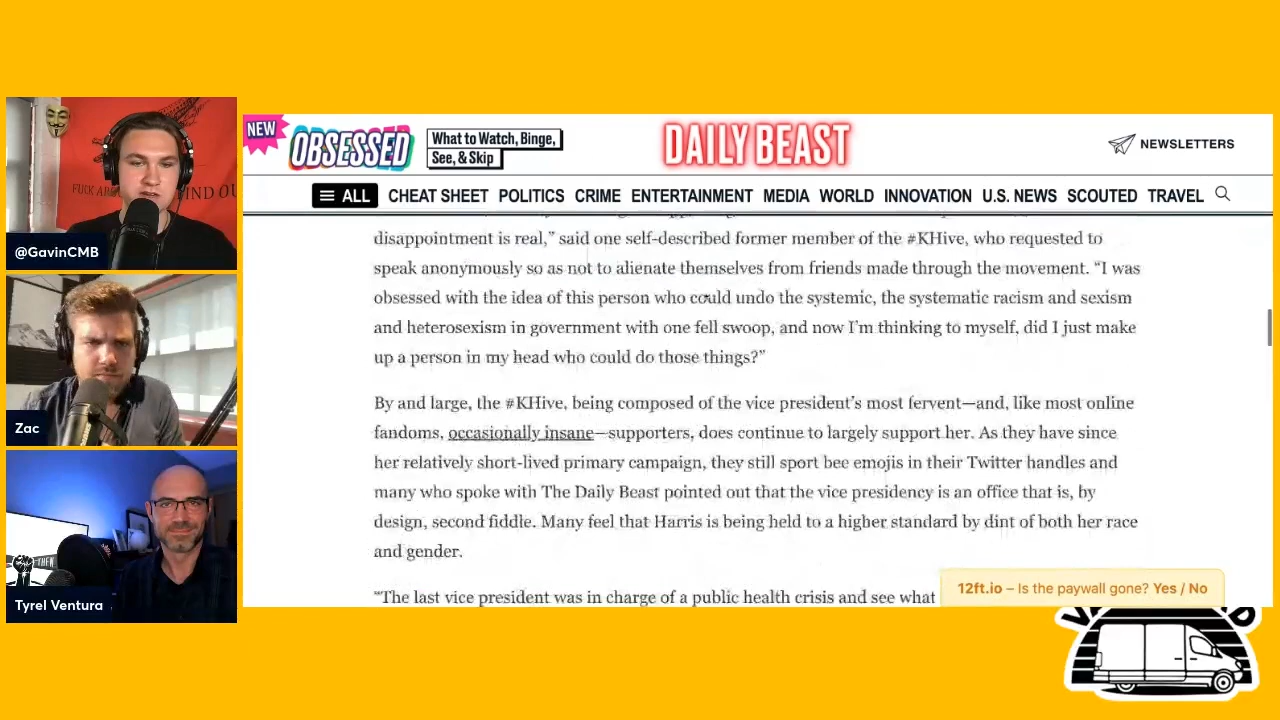 FUCK AR
FIND OU
@GavinCMB
Zac
Tyrel Ventura
NEW
OBSESSED
What to Watch, Binge,
See, & Skip
DAILY BEAST
NEWSLETTERS
ALL CHEAT SHEET POLITICS CRIME ENTERTAINMENT MEDIA WORLD INNOVATION U.S. NEWS SCOUTED TRAVEL
disappointment is real,” said one self-described former member of the #KHive, who requested to
speak anonymously so as not to alienate themselves from friends made through the movement. “I was
obsessed with the idea of this person who could undo the systemic, the systematic racism and sexism
and heterosexism in government with one fell swoop, and now I’m thinking to myself, did I just make
up a person in my head who could do those things?”
By and large, the #KHive, being composed of the vice president’s most fervent—and, like most online
fandoms, occasionally insane—supporters, does continue to largely support her. As they have since
her relatively short-lived primary campaign, they still sport bee emojis in their Twitter handles and
many who spoke with The Daily Beast pointed out that the vice presidency is an office that is, by
design, second fiddle. Many feel that Harris is being held to a higher standard by dint of both her race
and gender.
“The last vice president was in charge of a public health crisis and see what
12ft.io – Is the paywall gone? Yes / No